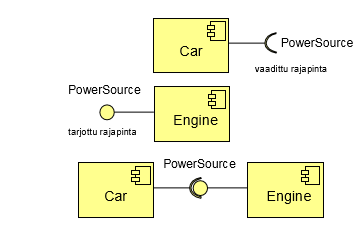 Car
PowerSource
vaadittu rajapinta
PowerSource
Engine
tarjottu rajapinta
PowerSource
Car
Engine